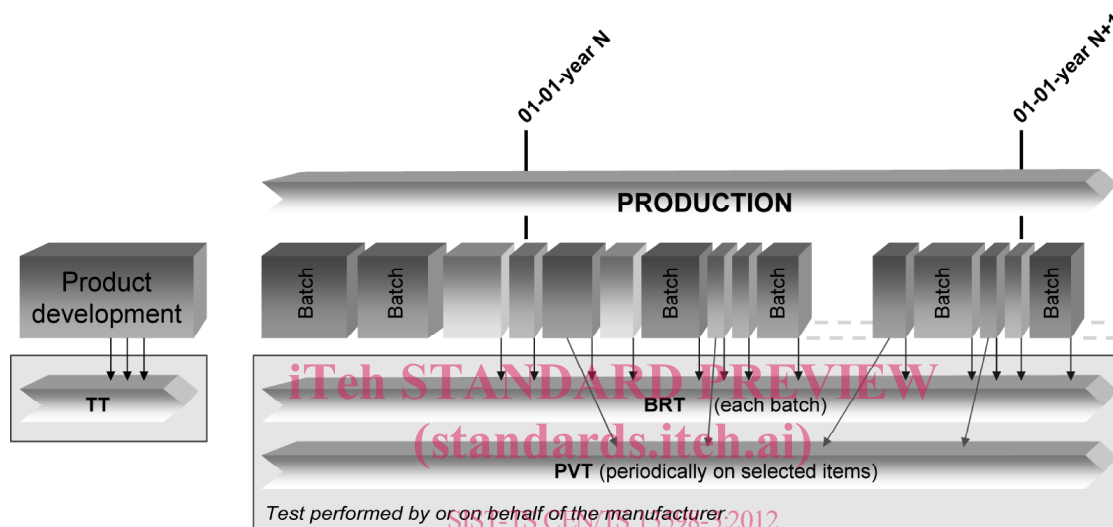 01-01-year N
01-01-year N+1
PRODUCTION
Product
development
Batch
Batch
Batch
Batch
Batch
Batch
iTeh STANDARD PREVIEW
TT
BRT (each batch)
(standards.iteh.ai)
PVT (periodically on selected items)
Test performed by or on behalf of the manufacturer
SIST-TS CEN/TS 15598-3:2012